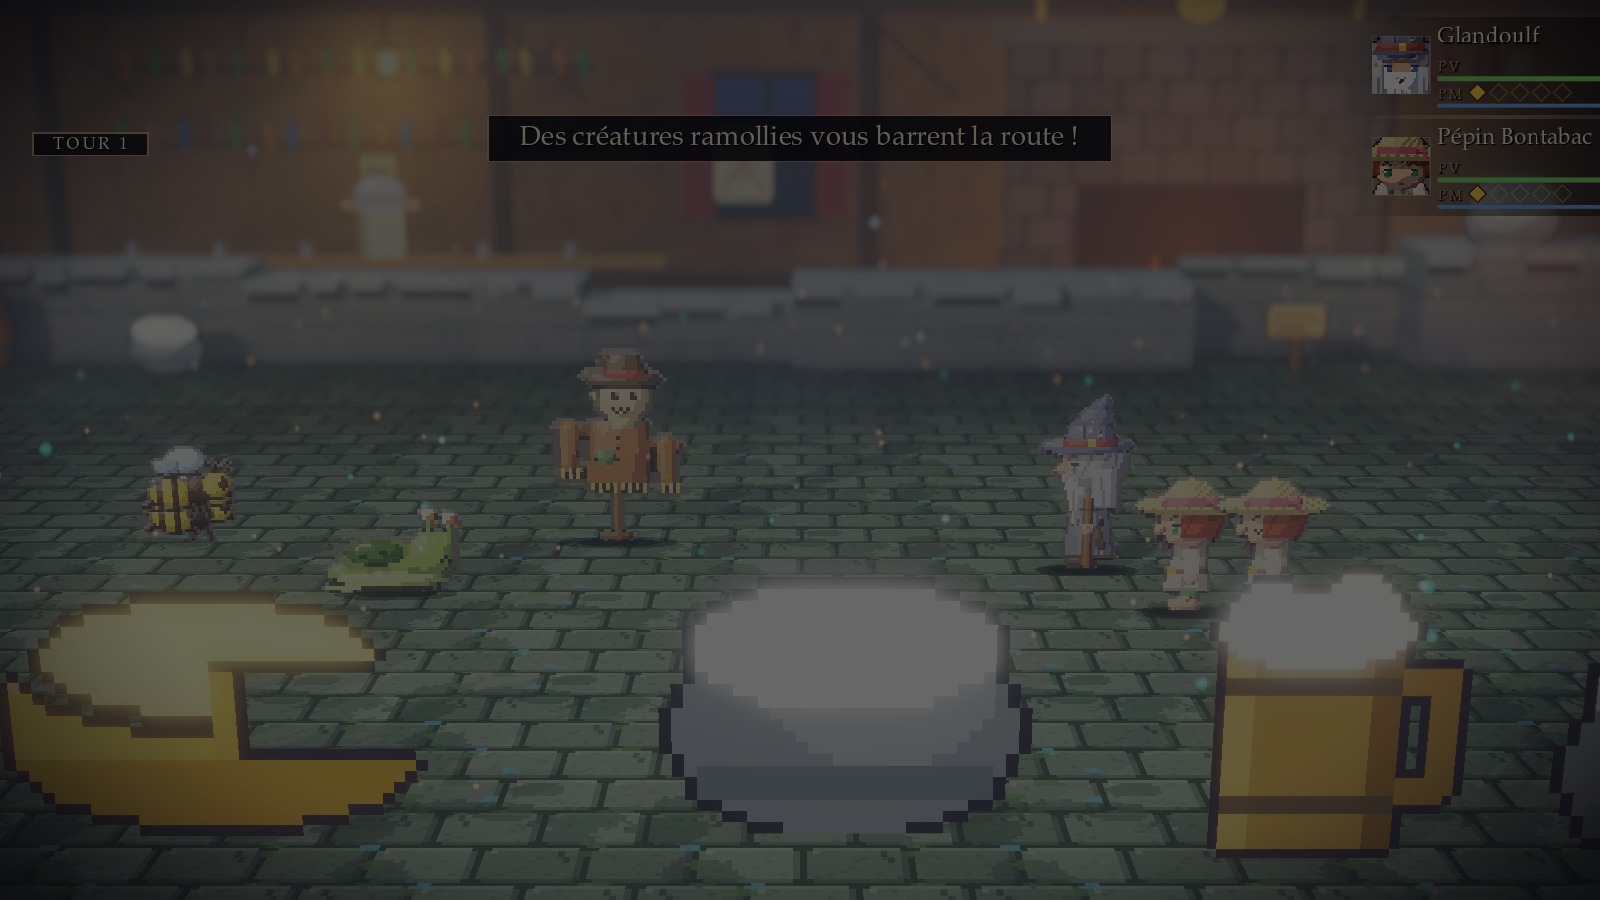 Glandoulf
PV
PM
TOUR 1
Des créatures ramollies vous barrent la route !
Pépin Bontabac
PV
PM